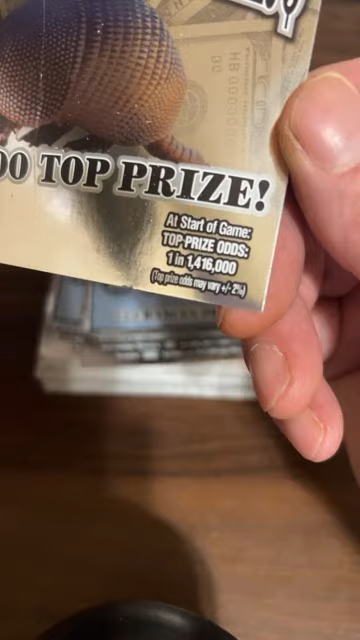 00 TOP PRIZE!
At Start of Game:
TOP-PRIZE ODDS:
1 in 1,416,000
(Top prize odds may vary +/- 2%)